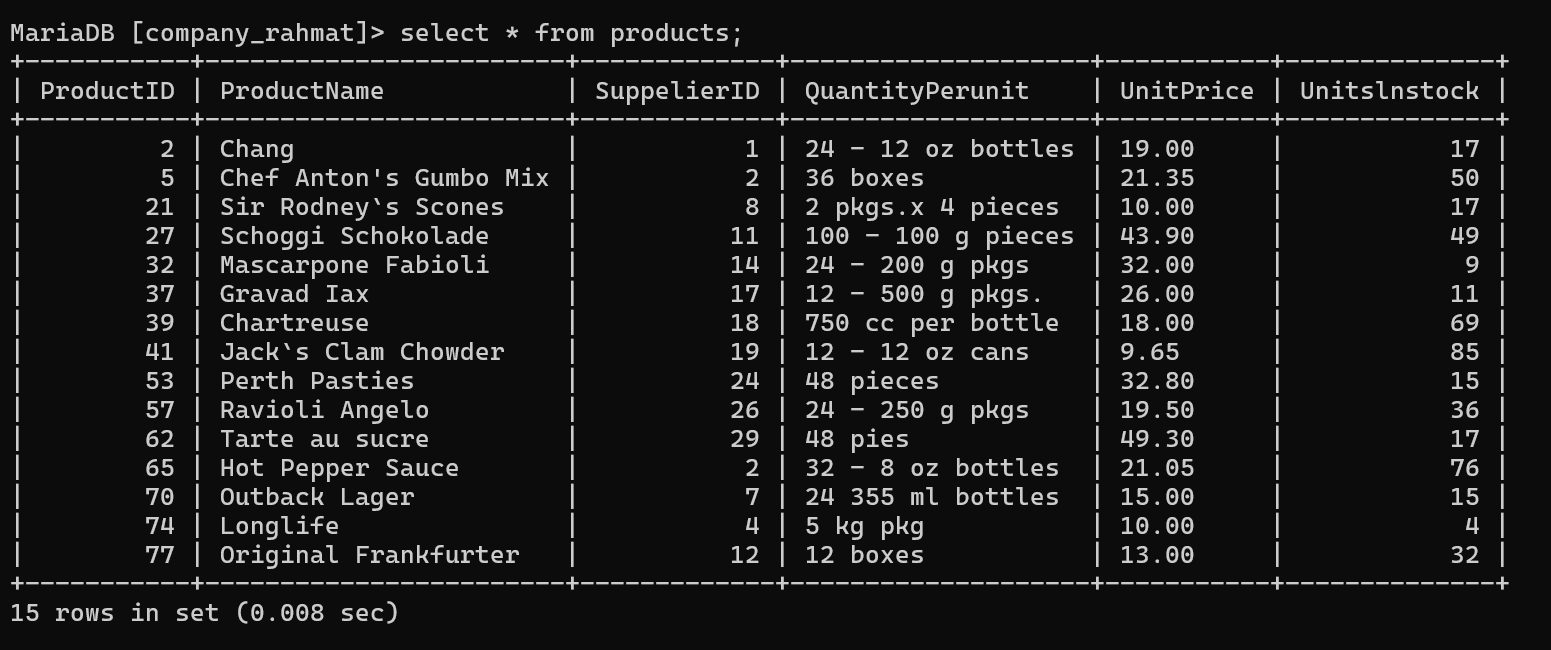 MariaDB [company_rahmat]> select * from products;
+-----------+------------------------+--------------+--------------------+-----------+--------------+
| ProductID | ProductName            | SuppelierID | QuantityPerunit    | UnitPrice | Unitslnstock |
+-----------+------------------------+--------------+--------------------+-----------+--------------+
|         2 | Chang                  |           1 | 24 - 12 oz bottles | 19.00     |           17 |
|         5 | Chef Anton's Gumbo Mix |           2 | 36 boxes           | 21.35     |           50 |
|        21 | Sir Rodney`s Scones    |           8 | 2 pkgs.x 4 pieces  | 10.00     |           17 |
|        27 | Schoggi Schokolade     |          11 | 100 - 100 g pieces | 43.90     |           49 |
|        32 | Mascarpone Fabioli     |          14 | 24 - 200 g pkgs    | 32.00     |            9 |
|        37 | Gravad Iax             |          17 | 12 - 500 g pkgs.   | 26.00     |           11 |
|        39 | Chartreuse             |          18 | 750 cc per bottle  | 18.00     |           69 |
|        41 | Jack`s Clam Chowder    |          19 | 12 - 12 oz cans    | 9.65      |           85 |
|        53 | Perth Pasties          |          24 | 48 pieces          | 32.80     |           15 |
|        57 | Ravioli Angelo         |          26 | 24 - 250 g pkgs    | 19.50     |           36 |
|        62 | Tarte au sucre         |          29 | 48 pies            | 49.30     |           17 |
|        65 | Hot Pepper Sauce       |           2 | 32 - 8 oz bottles  | 21.05     |           76 |
|        70 | Outback Lager          |           7 | 24 355 ml bottles  | 15.00     |           15 |
|        74 | Longlife               |           4 | 5 kg pkg           | 10.00     |            4 |
|        77 | Original Frankfurter   |          12 | 12 boxes           | 13.00     |           32 |
+-----------+------------------------+--------------+--------------------+-----------+--------------+
15 rows in set (0.008 sec)